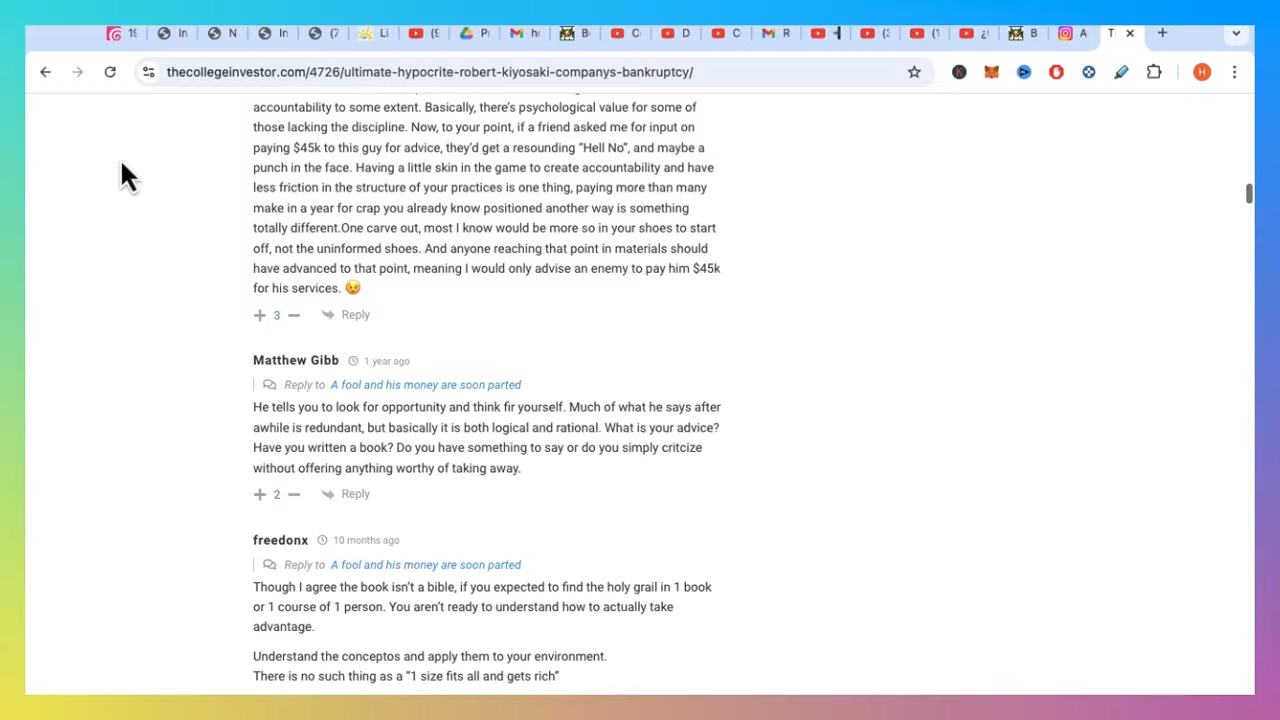 19
In
N
In
(7
Li
(9
P
M
he
B
C
D
C
M
R
(3
(1
¿
B
A
T
thecollegeinvestor.com/4726/ultimate-hypocrite-robert-kiyosaki-companys-bankruptcy/
H
accountability to some extent. Basically, there's psychological value for some of
those lacking the discipline. Now, to your point, if a friend asked me for input on
paying $45k to this guy for advice, they'd get a resounding “Hell No”, and maybe a
punch in the face. Having a little skin in the game to create accountability and have
less friction in the structure of your practices is one thing, paying more than many
make in a year for crap you already know positioned another way is something
totally different.One carve out, most I know would be more so in your shoes to start
off, not the uninformed shoes. And anyone reaching that point in materials should
have advanced to that point, meaning I would only advise an enemy to pay him $45k
for his services. 😉
3 Reply
Matthew Gibb 1 year ago
Reply to A fool and his money are soon parted
He tells you to look for opportunity and think fir yourself. Much of what he says after
awhile is redundant, but basically it is both logical and rational. What is your advize?
Have you written a book? Do you have something to say or do you simply critcize
without offering anything worthy of taking away.
2 Reply
freedonx 10 months ago
Reply to A fool and his money are soon parted
Though I agree the book isn't a bible, if you expected to find the holy grail in 1 book
or 1 course of 1 person. You aren't ready to understand how to actually take
advantage.
Understand the conceptos and apply them to your environment.
There is no such thing as a “1 size fits all and gets rich”